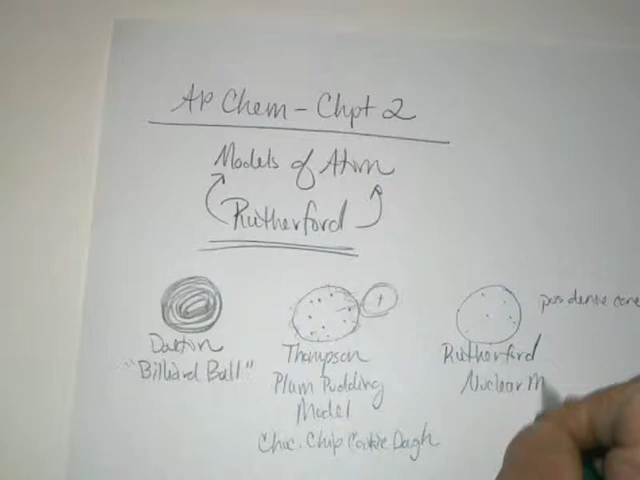 AP Chem - Chpt 2
Models of Atom
Rutherford
pos dense core
Dalton
"Billiard Ball"
Thompson
Plum Pudding
Model
Choc. Chip Cookie Dough
Rutherford
Nuclear M